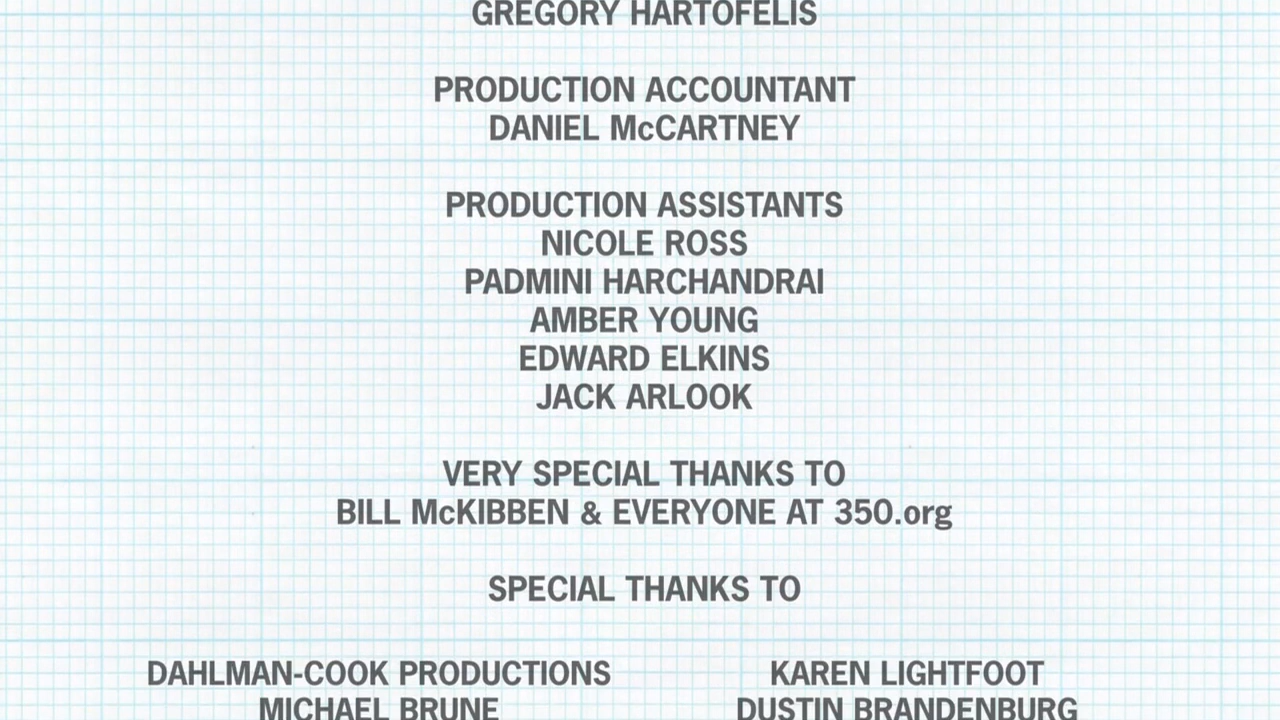 GREGORY HARTOFELIS
PRODUCTION ACCOUNTANT
DANIEL McCARTNEY
PRODUCTION ASSISTANTS
NICOLE ROSS
PADMINI HARCHANDRAI
AMBER YOUNG
EDWARD ELKINS
JACK ARLOOK
VERY SPECIAL THANKS TO
BILL McKIBBEN & EVERYONE AT 350.org
SPECIAL THANKS TO
DAHLMAN-COOK PRODUCTIONS
MICHAEL BRUNE
KAREN LIGHTFOOT
DUSTIN BRANDENBURG